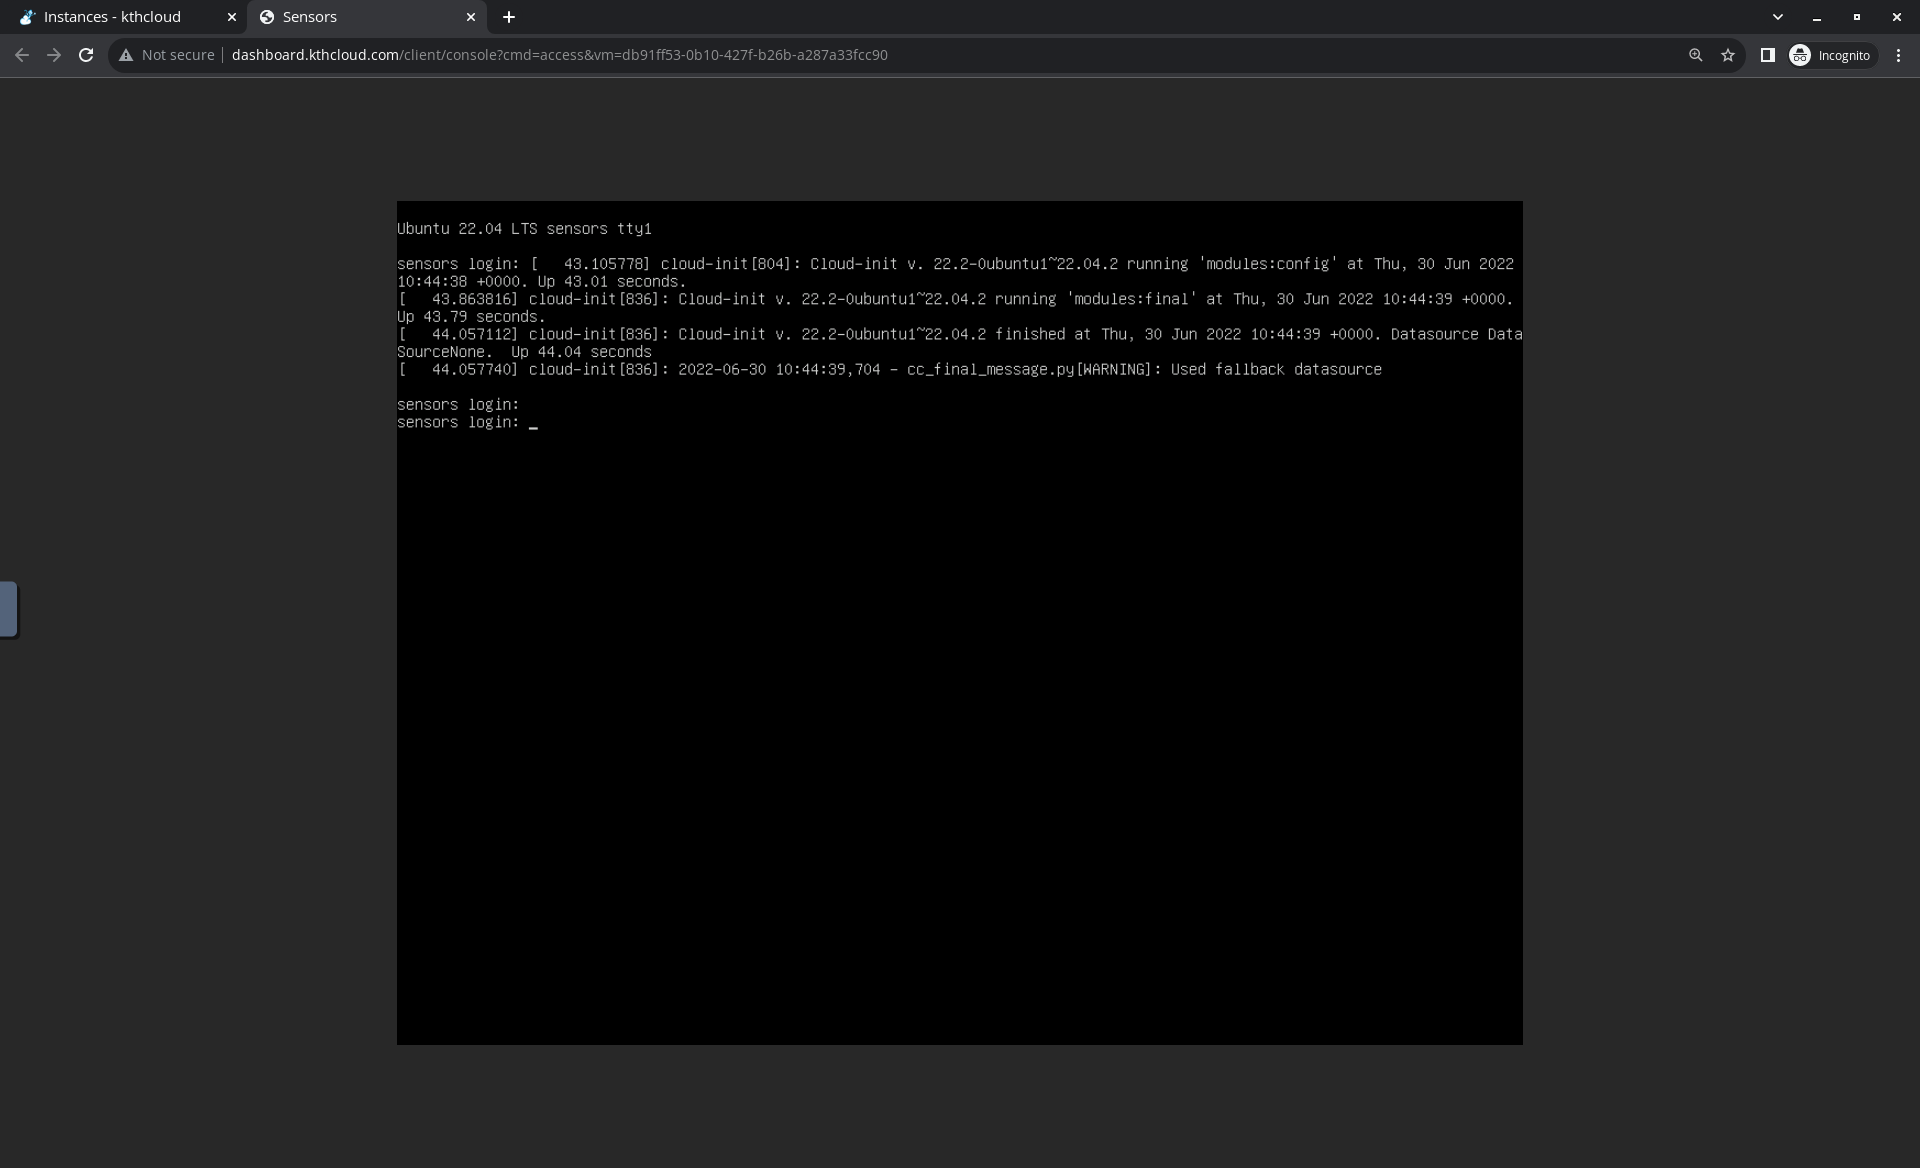 Instances - kthcloud
Sensors
Not secure
dashboard.kthcloud.com/client/console?cmd=access&vm=db91ff53-0b10-427f-b26b-a287a33fcc90
Incognito
Ubuntu 22.04 LTS sensors tty1
sensors login: [   43.105778] cloud-init[804]: Cloud-init v. 22.2-0ubuntu1~22.04.2 running 'modules:config' at Thu, 30 Jun 2022
10:44:38 +0000. Up 43.01 seconds.
[   43.863816] cloud-init[836]: Cloud-init v. 22.2-0ubuntu1~22.04.2 running 'modules:final' at Thu, 30 Jun 2022 10:44:39 +0000.
Up 43.79 seconds.
[   44.057112] cloud-init[836]: Cloud-init v. 22.2-0ubuntu1~22.04.2 finished at Thu, 30 Jun 2022 10:44:39 +0000. Datasource Data
SourceNone.  Up 44.04 seconds
[   44.057740] cloud-init[836]: 2022-06-30 10:44:39,704 - cc_final_message.py[WARNING]: Used fallback datasource
sensors login:
sensors login: _